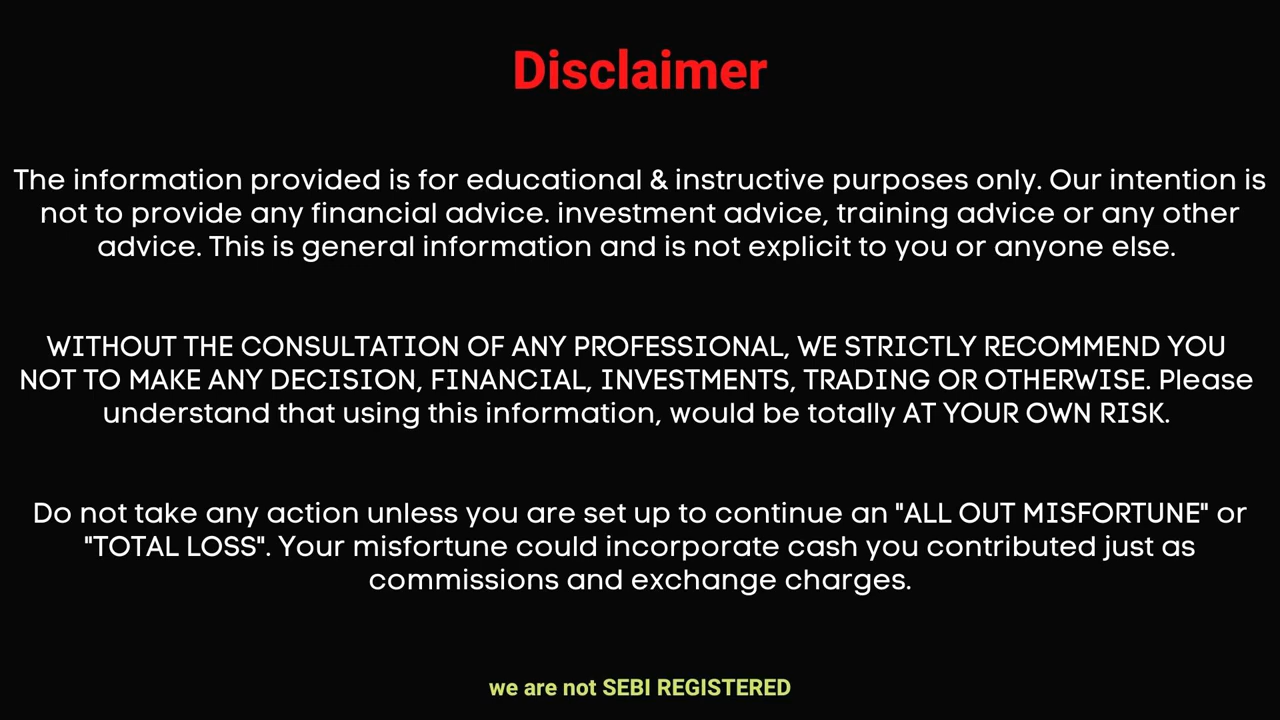 Disclaimer
The information provided is for educational & instructive purposes only. Our intention is
not to provide any financial advice. investment advice, training advice or any other
advice. This is general information and is not explicit to you or anyone else.
WITHOUT THE CONSULTATION OF ANY PROFESSIONAL, WE STRICTLY RECOMMEND YOU
NOT TO MAKE ANY DECISION, FINANCIAL, INVESTMENTS, TRADING OR OTHERWISE. Please
understand that using this information, would be totally AT YOUR OWN RISK.
Do not take any action unless you are set up to continue an "ALL OUT MISFORTUNE" or
"TOTAL LOSS". Your misfortune could incorporate cash you contributed just as
commissions and exchange charges.
we are not SEBI REGISTERED